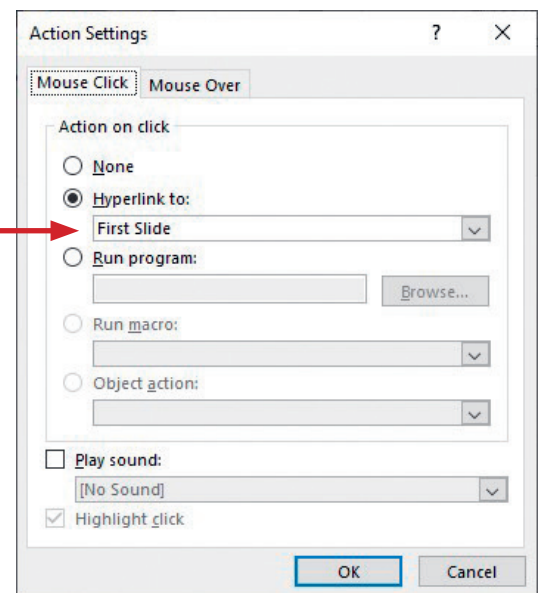 Action Settings ? ×
Mouse Click Mouse Over
Action on click
None
Hyperlink to:
First Slide
Run program:
Browse...
Run macro:
Object action:
Play sound:
[No Sound]
Highlight click
OK Cancel